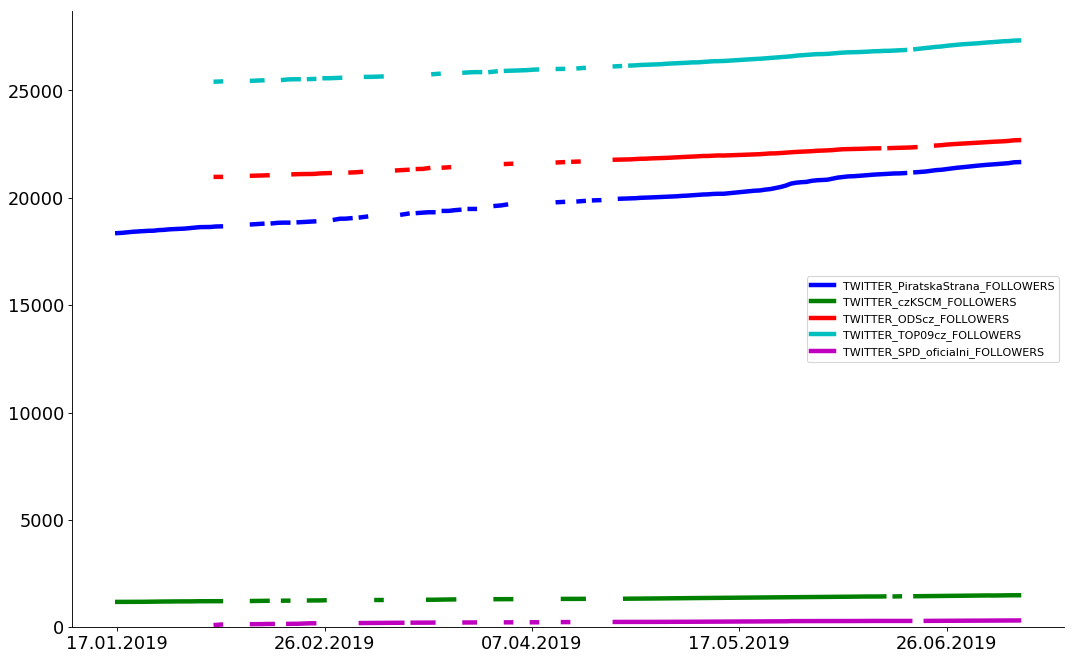 25000
20000
15000
10000
5000
0
TWITTER_PiratskaStrana_FOLLOWERS
TWITTER_czKSCM_FOLLOWERS
TWITTER_ODScz_FOLLOWERS
TWITTER_TOP09cz_FOLLOWERS
TWITTER_SPD_oficialni_FOLLOWERS
17.01.2019 26.02.2019 07.04.2019 17.05.2019 26.06.2019